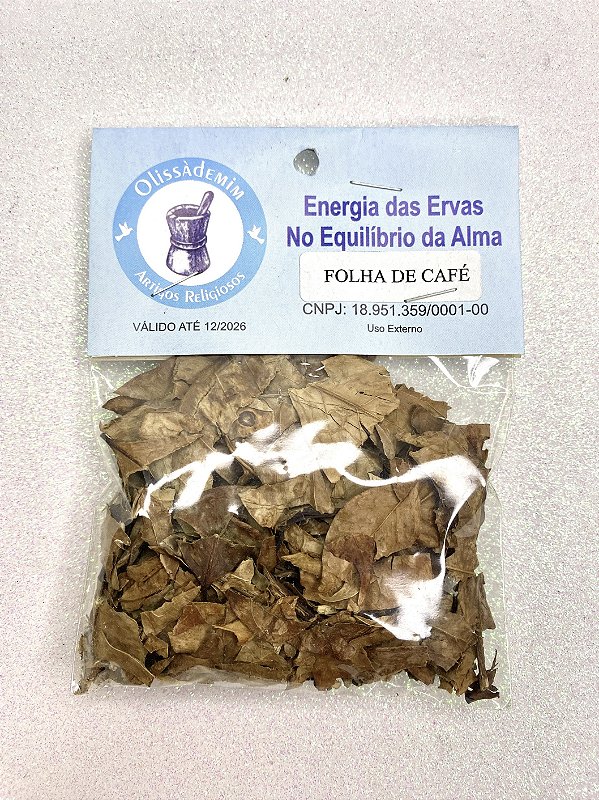 Olissàdemim
Artigos Religiosos
VÁLIDO ATÉ 12/2026
Energia das Ervas
No Equilíbrio da Alma
FOLHA DE CAFÉ
CNPJ: 18.951.359/0001-00
Uso Externo